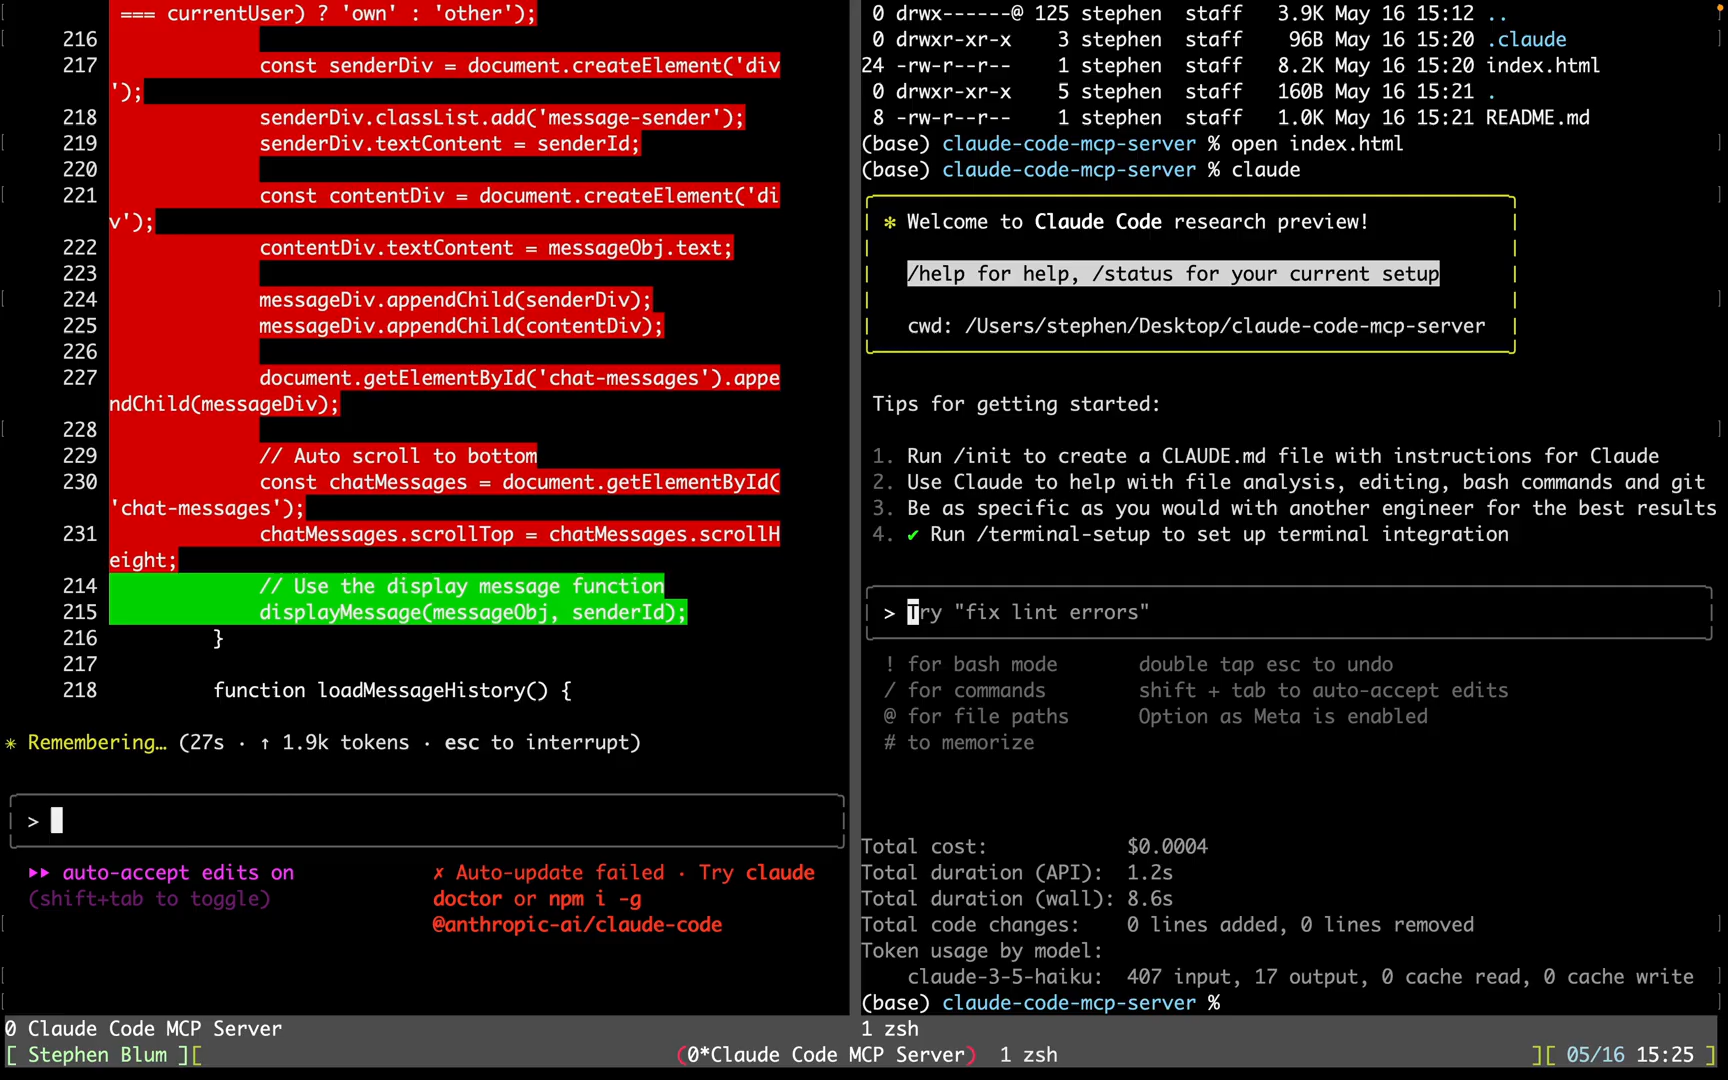 === currentUser) ? 'own' : 'other');
216
217 const senderDiv = document.createElement('div
');
218 senderDiv.classList.add('message-sender');
219 senderDiv.textContent = senderId;
220
221 const contentDiv = document.createElement('di
v');
222 contentDiv.textContent = messageObj.text;
223
224 messageDiv.appendChild(senderDiv);
225 messageDiv.appendChild(contentDiv);
226
227 document.getElementById('chat-messages').appe
ndChild(messageDiv);
228
229 // Auto scroll to bottom
230 const chatMessages = document.getElementById(
'chat-messages');
231 chatMessages.scrollTop = chatMessages.scrollH
eight;
214 // Use the display message function
215 displayMessage(messageObj, senderId);
216 }
217
218 function loadMessageHistory() {
* Remembering… (27s · ↑ 1.9k tokens · esc to interrupt)
>
▸▸ auto-accept edits on
(shift+tab to toggle)
✗ Auto-update failed · Try claude
doctor or npm i -g
@anthropic-ai/claude-code
0 drwx------@ 125 stephen staff 3.9K May 16 15:12 ..
0 drwxr-xr-x 3 stephen staff 96B May 16 15:20 .claude
24 -rw-r--r-- 1 stephen staff 8.2K May 16 15:20 index.html
0 drwxr-xr-x 5 stephen staff 160B May 16 15:21 .
8 -rw-r--r-- 1 stephen staff 1.0K May 16 15:21 README.md
(base) claude-code-mcp-server % open index.html
(base) claude-code-mcp-server % claude
* Welcome to Claude Code research preview!
/help for help, /status for your current setup
cwd: /Users/stephen/Desktop/claude-code-mcp-server
Tips for getting started:
1. Run /init to create a CLAUDE.md file with instructions for Claude
2. Use Claude to help with file analysis, editing, bash commands and git
3. Be as specific as you would with another engineer for the best results
4. ✔ Run /terminal-setup to set up terminal integration
> Try "fix lint errors"
! for bash mode double tap esc to undo
/ for commands shift + tab to auto-accept edits
@ for file paths Option as Meta is enabled
# to memorize
Total cost: $0.0004
Total duration (API): 1.2s
Total duration (wall): 8.6s
Total code changes: 0 lines added, 0 lines removed
Token usage by model:
claude-3-5-haiku: 407 input, 17 output, 0 cache read, 0 cache write
(base) claude-code-mcp-server %
0 Claude Code MCP Server
1 zsh
[ Stephen Blum ][ (0*Claude Code MCP Server) 1 zsh ][ 05/16 15:25 ]